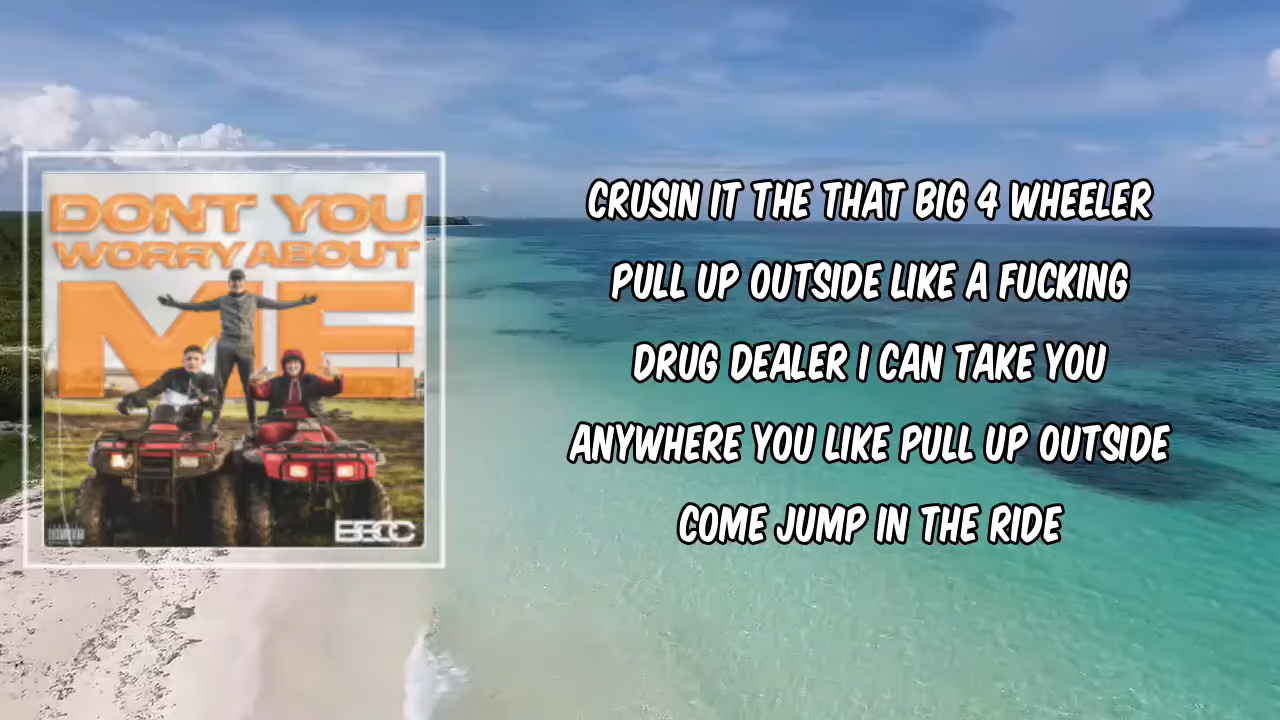 DONT YOU
WORRY ABOUT
ME
CRUSIN IT THE THAT BIG 4 WHEELER
PULL UP OUTSIDE LIKE A FUCKING
DRUG DEALER I CAN TAKE YOU
ANYWHERE YOU LIKE PULL UP OUTSIDE
COME JUMP IN THE RIDE